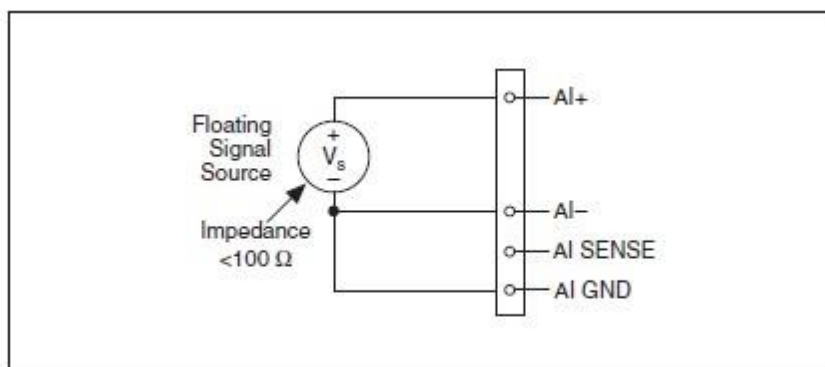 AI+
Floating
Signal
Source
+
Vs
–
Impedance
<100 Ω
AI–
AI SENSE
AI GND